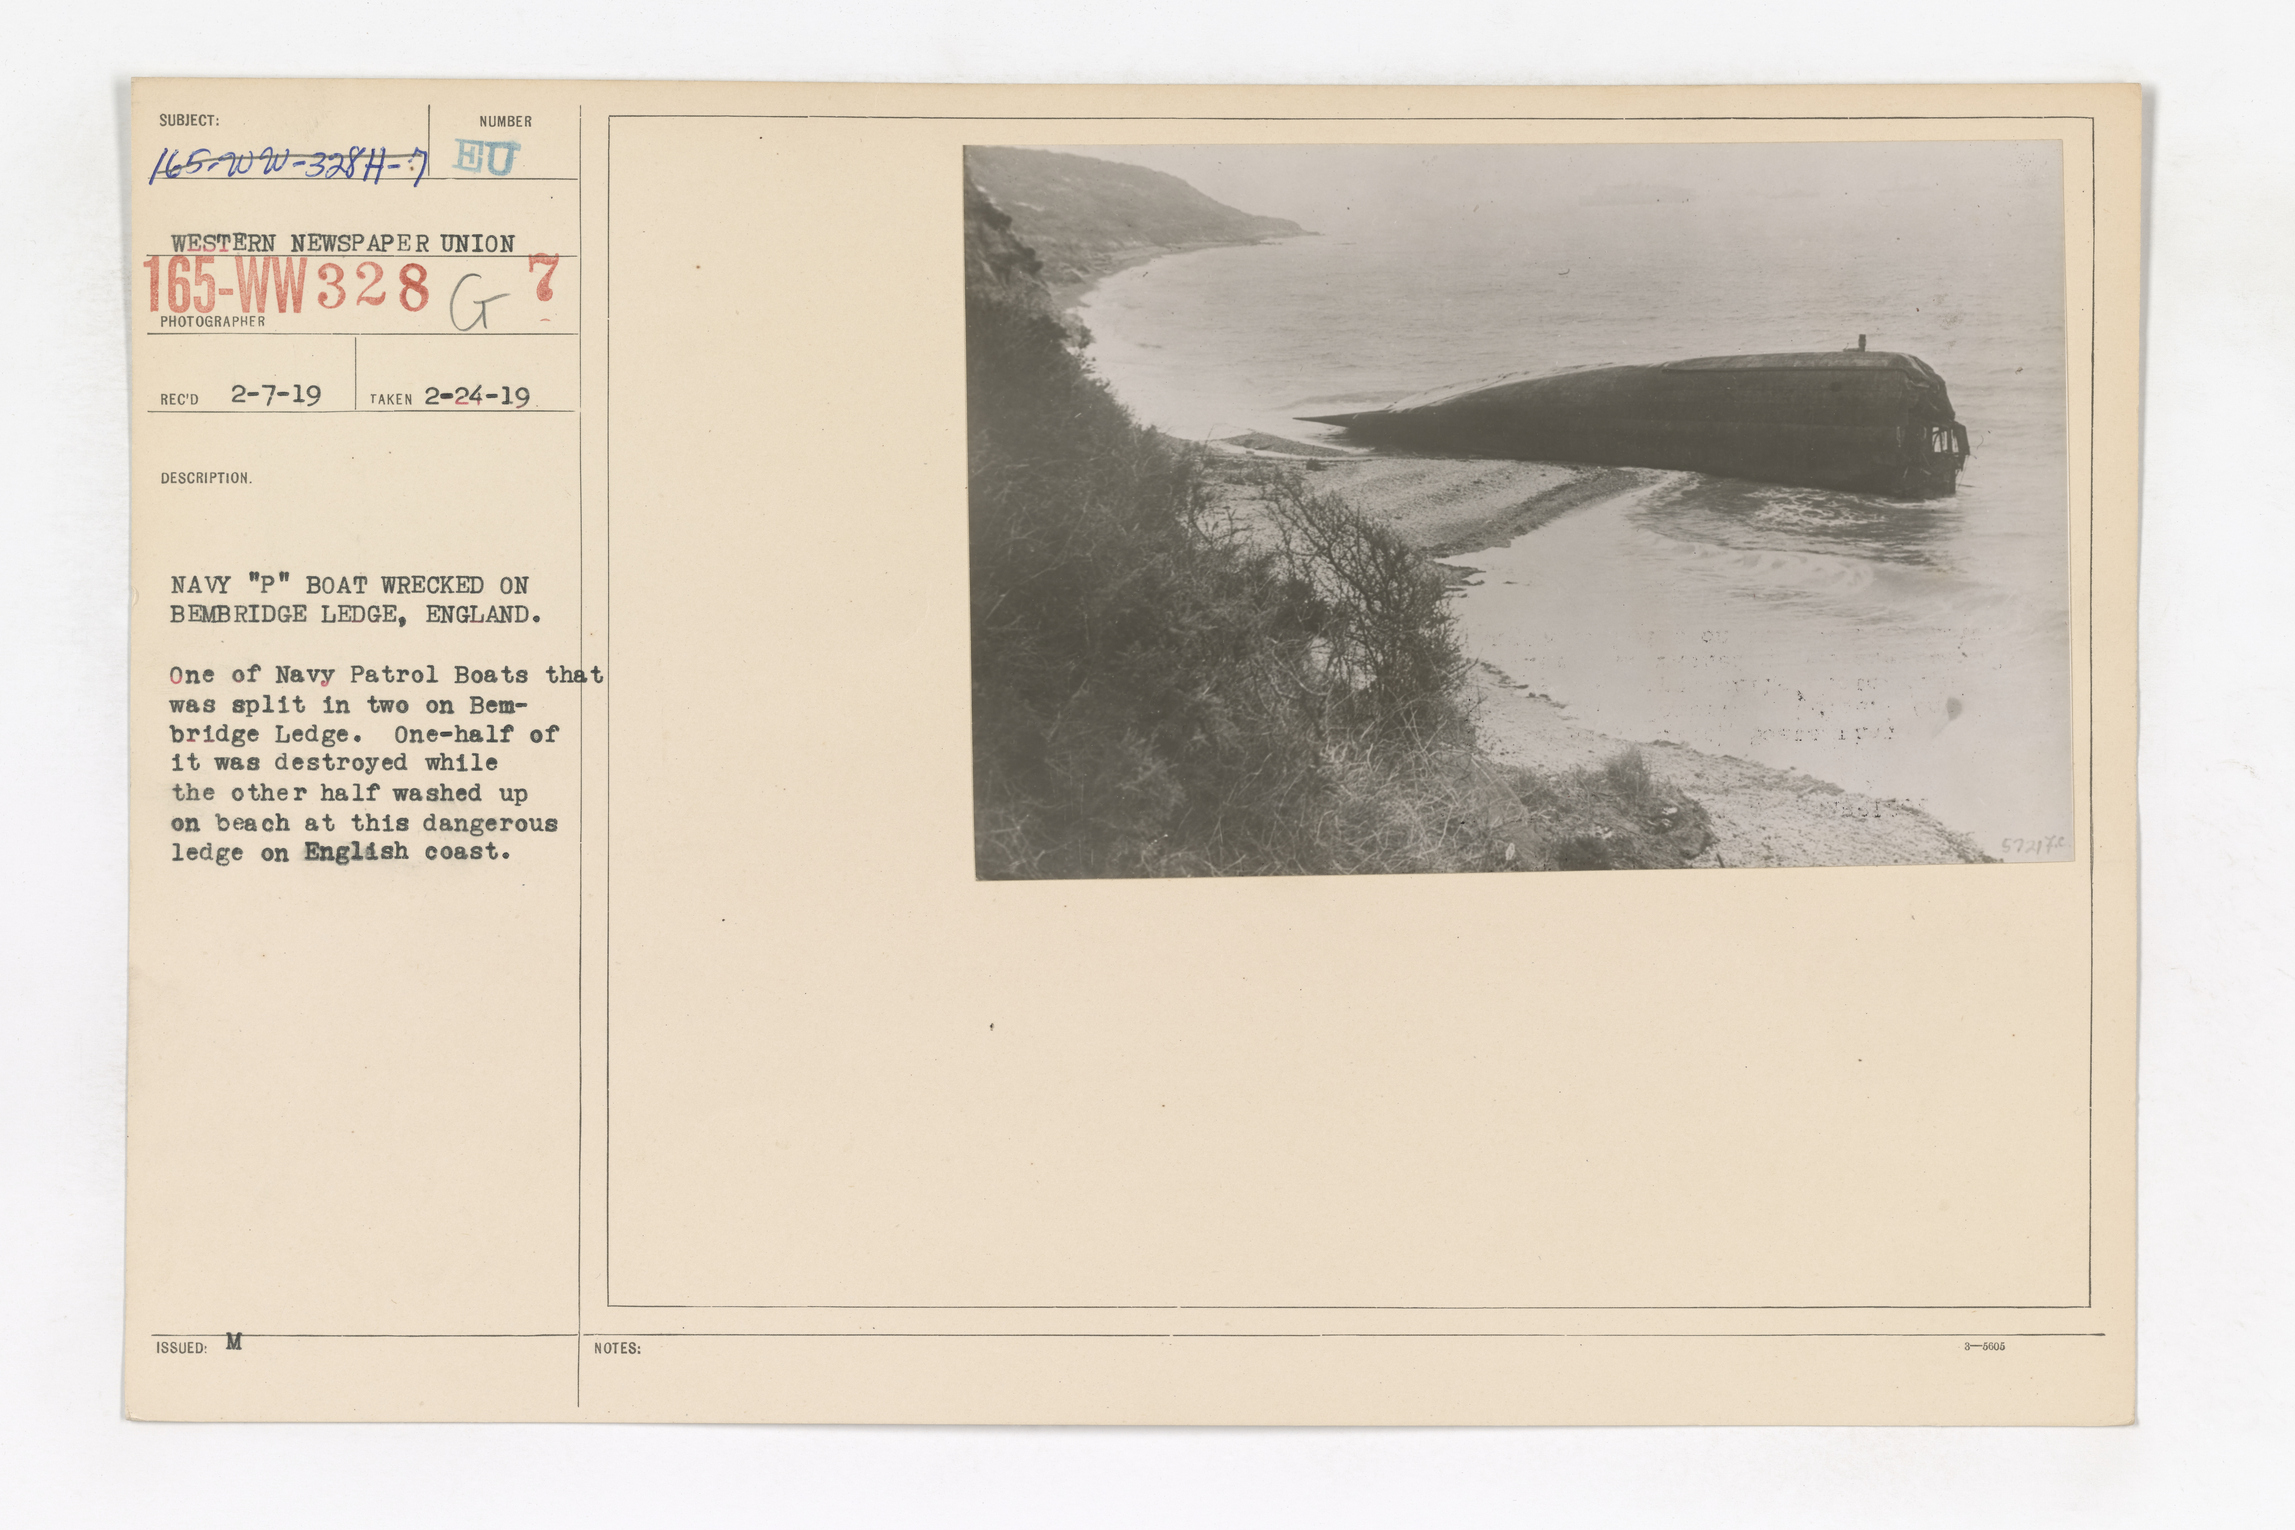 SUBJECT:
NUMBER
165-WW-328H-7
EU
WESTERN NEWSPAPER UNION
165-WW 328 G 7
PHOTOGRAPHER
REC'D 2-7-19
TAKEN 2-24-19
DESCRIPTION.
NAVY "P" BOAT WRECKED ON
BEMBRIDGE LEDGE, ENGLAND.
One of Navy Patrol Boats that
was split in two on Bem-
bridge Ledge. One-half of
it was destroyed while
the other half washed up
on beach at this dangerous
ledge on English coast.
ISSUED: M
NOTES:
3—5605